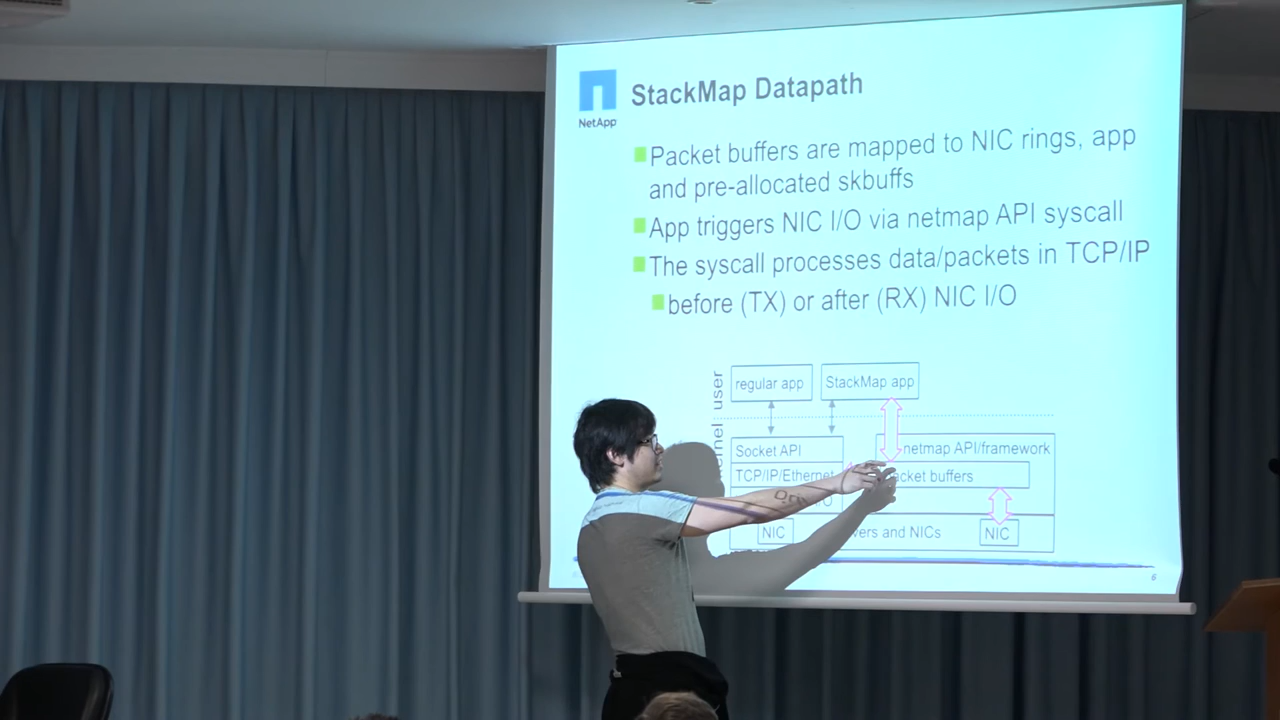 NetApp
StackMap Datapath
Packet buffers are mapped to NIC rings, app
and pre-allocated skbuffs
App triggers NIC I/O via netmap API syscall
The syscall processes data/packets in TCP/IP
before (TX) or after (RX) NIC I/O
user
regular app
StackMap app
Socket API
netmap API/framework
TCP/IP/Ethernet
buffers
NIC
and NICs
NIC
6